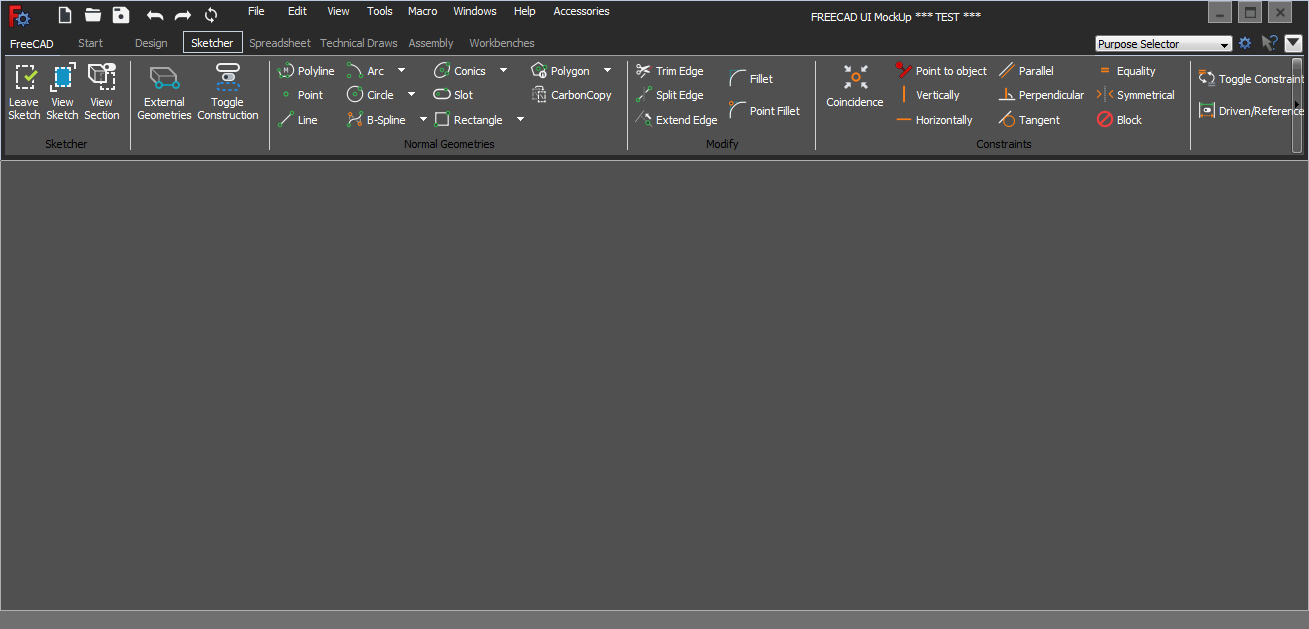 File Edit View Tools Macro Windows Help Accessories
FREECAD UI MockUp *** TEST ***
FreeCAD Start Design Sketcher Spreadsheet Technical Draws Assembly Workbenches
Purpose Selector
Leave Sketch
View Sketch
View Section
Sketcher
External Geometries
Toggle Construction
Polyline Arc Conics Polygon
Point Circle Slot CarbonCopy
Line B-Spline Rectangle
Normal Geometries
Trim Edge
Split Edge
Extend Edge
Fillet
Point Fillet
Modify
Coincidence
Point to object Parallel Equality
Vertically Perpendicular Symmetrical
Horizontally Tangent Block
Constraints
Toggle Constraint
Driven/Reference